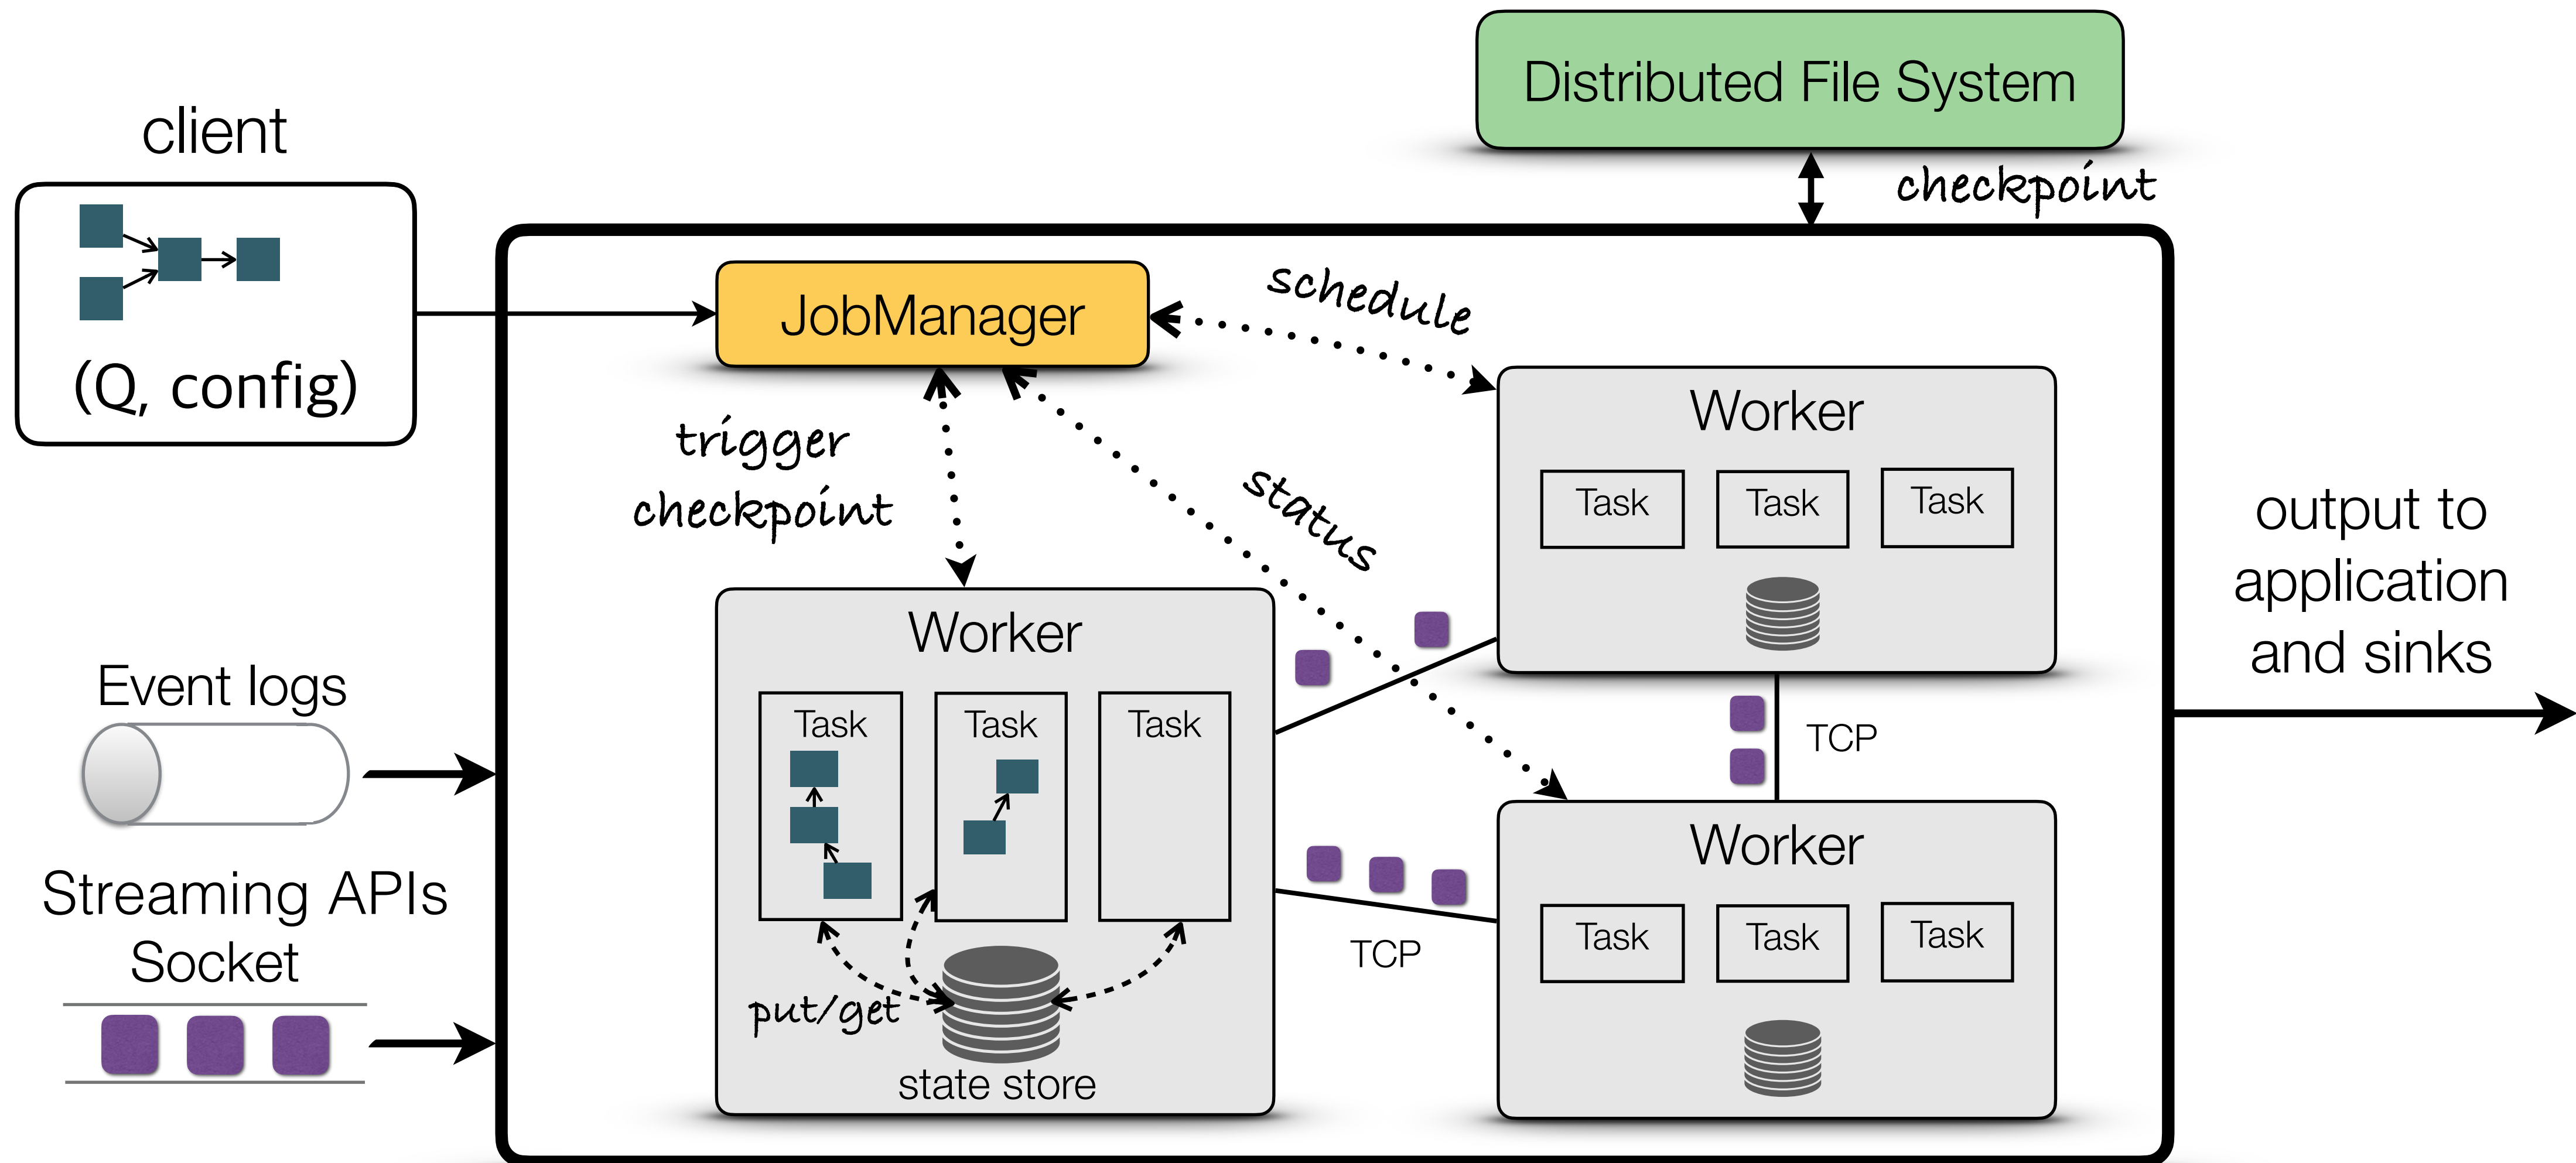 Distributed File System
checkpoint
client
(Q, config)
JobManager
schedule
trigger
checkpoint
status
Worker
Task
Task
Task
output to
application
and sinks
Event logs
Worker
Task
Task
Task
put/get
state store
TCP
TCP
Worker
Task
Task
Task
Streaming APIs
Socket